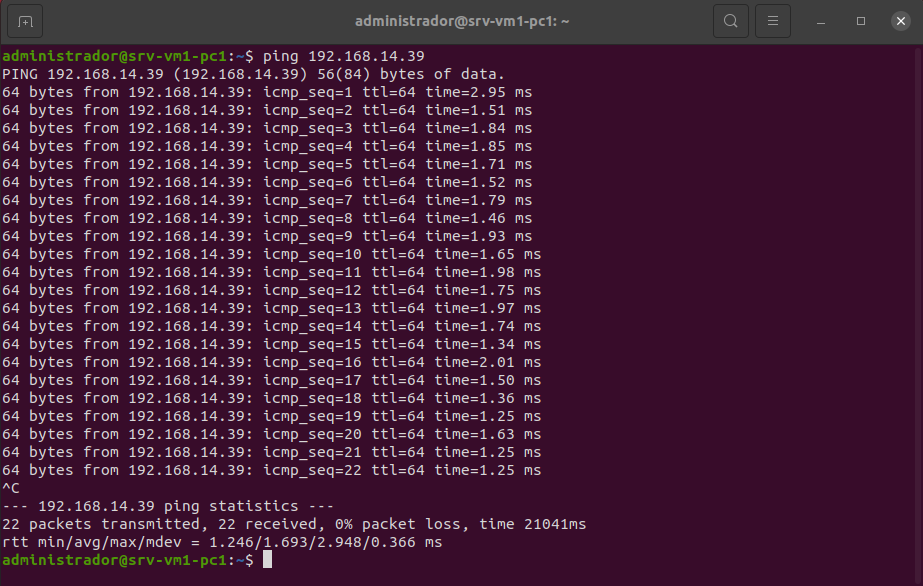 administrador@srv-vm1-pc1: ~
administrador@srv-vm1-pc1:~$ ping 192.168.14.39
PING 192.168.14.39 (192.168.14.39) 56(84) bytes of data.
64 bytes from 192.168.14.39: icmp_seq=1 ttl=64 time=2.95 ms
64 bytes from 192.168.14.39: icmp_seq=2 ttl=64 time=1.51 ms
64 bytes from 192.168.14.39: icmp_seq=3 ttl=64 time=1.84 ms
64 bytes from 192.168.14.39: icmp_seq=4 ttl=64 time=1.85 ms
64 bytes from 192.168.14.39: icmp_seq=5 ttl=64 time=1.71 ms
64 bytes from 192.168.14.39: icmp_seq=6 ttl=64 time=1.52 ms
64 bytes from 192.168.14.39: icmp_seq=7 ttl=64 time=1.79 ms
64 bytes from 192.168.14.39: icmp_seq=8 ttl=64 time=1.46 ms
64 bytes from 192.168.14.39: icmp_seq=9 ttl=64 time=1.93 ms
64 bytes from 192.168.14.39: icmp_seq=10 ttl=64 time=1.65 ms
64 bytes from 192.168.14.39: icmp_seq=11 ttl=64 time=1.98 ms
64 bytes from 192.168.14.39: icmp_seq=12 ttl=64 time=1.75 ms
64 bytes from 192.168.14.39: icmp_seq=13 ttl=64 time=1.97 ms
64 bytes from 192.168.14.39: icmp_seq=14 ttl=64 time=1.74 ms
64 bytes from 192.168.14.39: icmp_seq=15 ttl=64 time=1.34 ms
64 bytes from 192.168.14.39: icmp_seq=16 ttl=64 time=2.01 ms
64 bytes from 192.168.14.39: icmp_seq=17 ttl=64 time=1.50 ms
64 bytes from 192.168.14.39: icmp_seq=18 ttl=64 time=1.36 ms
64 bytes from 192.168.14.39: icmp_seq=19 ttl=64 time=1.25 ms
64 bytes from 192.168.14.39: icmp_seq=20 ttl=64 time=1.63 ms
64 bytes from 192.168.14.39: icmp_seq=21 ttl=64 time=1.25 ms
64 bytes from 192.168.14.39: icmp_seq=22 ttl=64 time=1.25 ms
^C
--- 192.168.14.39 ping statistics ---
22 packets transmitted, 22 received, 0% packet loss, time 21041ms
rtt min/avg/max/mdev = 1.246/1.693/2.948/0.366 ms
administrador@srv-vm1-pc1:~$